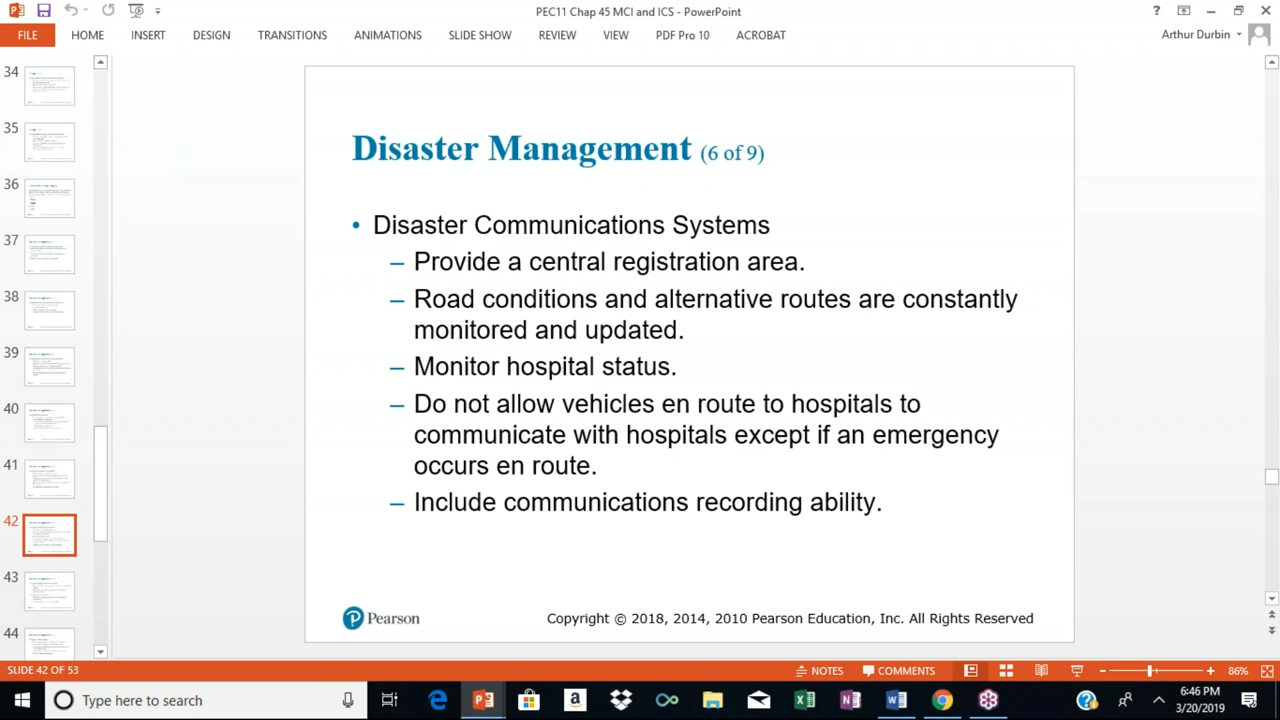 PEC11 Chap 45 MCI and ICS - PowerPoint
?
FILE HOME INSERT DESIGN TRANSITIONS ANIMATIONS SLIDE SHOW REVIEW VIEW PDF Pro 10 ACROBAT Arthur Durbin
34
35
36
37
38
39
40
41
42
43
44
Disaster Management (6 of 9)
• Disaster Communications Systems
– Provide a central registration area.
– Road conditions and alternative routes are constantly
monitored and updated.
– Monitor hospital status.
– Do not allow vehicles en route to hospitals to
communicate with hospitals except if an emergency
occurs en route.
– Include communications recording ability.
Pearson
Copyright © 2018, 2014, 2010 Pearson Education, Inc. All Rights Reserved
SLIDE 42 OF 53 NOTES COMMENTS 86%
Type here to search
6:46 PM
3/20/2019